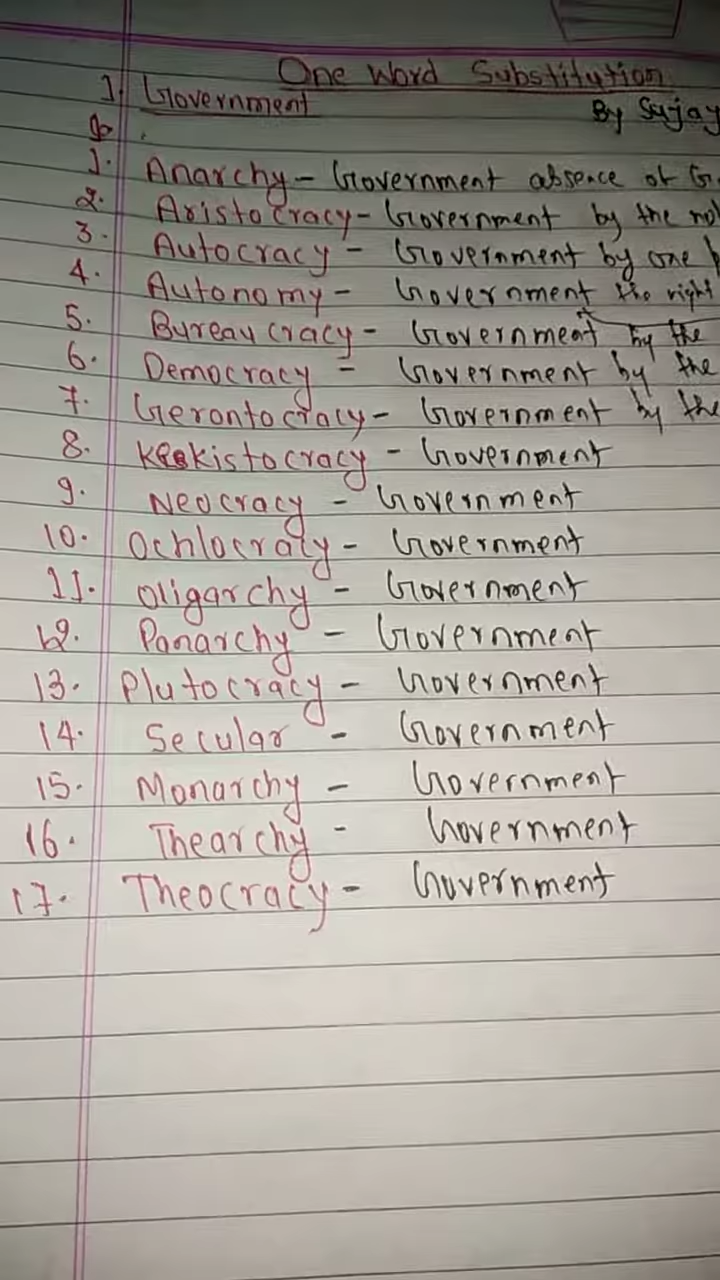 One Word Substitution
1. Government
By Sujay
1. Anarchy - Government absence of G
2. Aristocracy - Government by the no
3. Autocracy - Government by one
4. Autonomy - Government the right
5. Bureaucracy - Government by the
6. Democracy - Government by the
7. Gerontocracy - Government by the
8. Kakistocracy - Government
9. Neocracy - Government
10. Ochlocraty - Government
11. Oligarchy - Government
12. Panarchy - Government
13. Plutocracy - Government
14. Secular - Government
15. Monarchy - Government
16. Thearchy - Government
17. Theocracy - Government